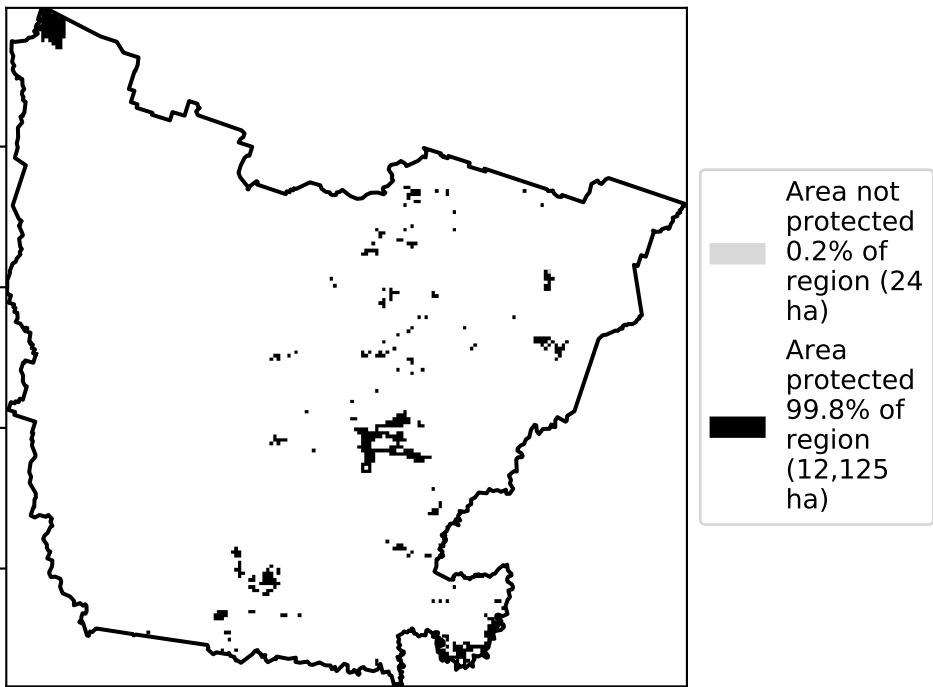 Area not
protected
0.2% of
region (24
ha)
Area
protected
99.8% of
region
(12,125
ha)